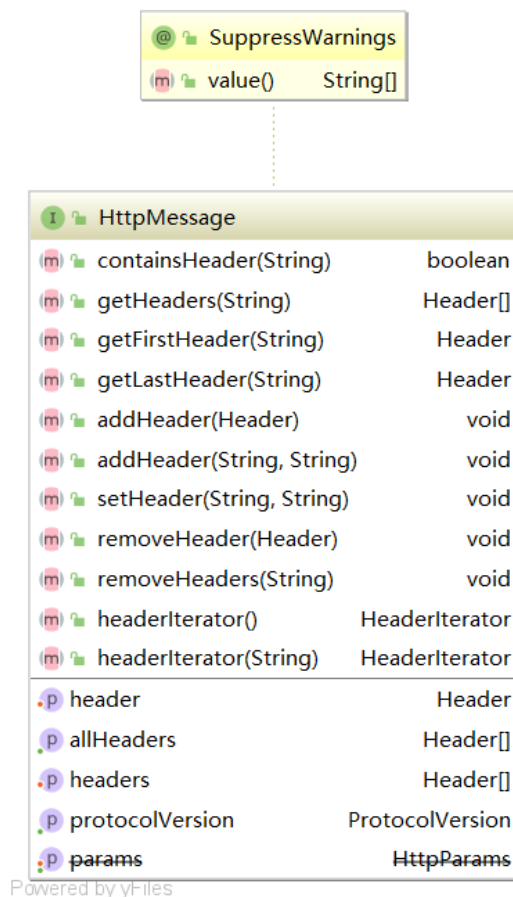 SuppressWarnings
value() String[]
HttpMessage
containsHeader(String) boolean
getHeaders(String) Header[]
getFirstHeader(String) Header
getLastHeader(String) Header
addHeader(Header) void
addHeader(String, String) void
setHeader(String, String) void
removeHeader(Header) void
removeHeaders(String) void
headerIterator() HeaderIterator
headerIterator(String) HeaderIterator
header Header
allHeaders Header[]
headers Header[]
protocolVersion ProtocolVersion
params HttpParams
Powered by yFiles